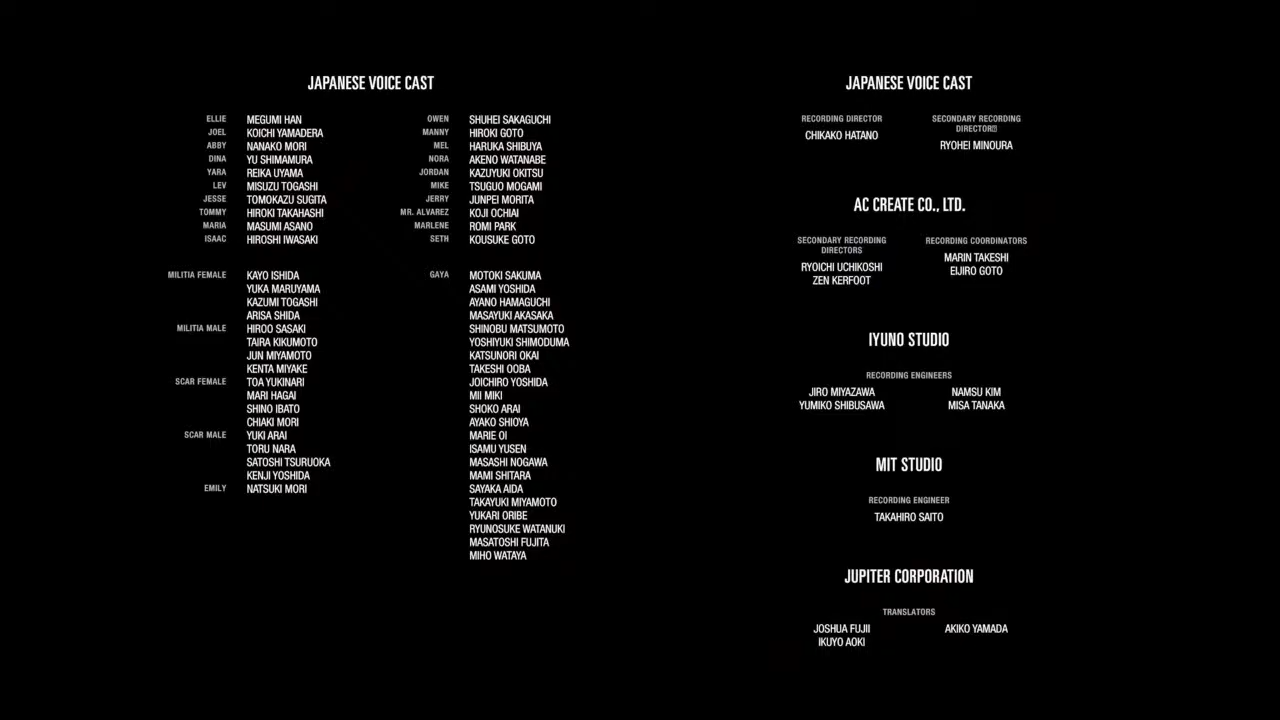 JAPANESE VOICE CAST
ELLIE MEGUMI HAN
JOEL KOICHI YAMADERA
ABBY NANAKO MORI
DINA YU SHIMAMURA
YARA REIKA UYAMA
LEV MISUZU TOGASHI
JESSE TOMOKAZU SUGITA
TOMMY HIROKI TAKAHASHI
MARIA MASUMI ASANO
ISAAC HIROSHI IWASAKI
OWEN SHUHEI SAKAGUCHI
MANNY HIROKI GOTO
MEL HARUKA SHIBUYA
NORA AKENO WATANABE
JORDAN KAZUYUKI OKITSU
MIKE TSUGUO MOGAMI
JERRY JUNPEI MORITA
MR. ALVAREZ KOJI OCHIAI
MARLENE ROMI PARK
SETH KOUSUKE GOTO
MILITIA FEMALE KAYO ISHIDA
YUKA MARUYAMA
KAZUMI TOGASHI
ARISA SHIDA
MILITIA MALE HIROO SASAKI
TAIRA KIKUMOTO
JUN MIYAMOTO
KENTA MIYAKE
SCAR FEMALE TOA YUKINARI
MARI HAGAI
SHINO IBATO
CHIAKI MORI
SCAR MALE YUKI ARAI
TORU NARA
SATOSHI TSURUOKA
KENJI YOSHIDA
EMILY NATSUKI MORI
GAYA MOTOKI SAKUMA
ASAMI YOSHIDA
AYANO HAMAGUCHI
MASAYUKI AKASAKA
SHINOBU MATSUMOTO
YOSHIYUKI SHIMODUMA
KATSUNORI OKAI
TAKESHI OOBA
JOICHIRO YOSHIDA
MII MIKI
SHOKO ARAI
AYAKO SHIOYA
MARIE OI
ISAMU YUSEN
MASASHI NOGAWA
MAMI SHITARA
SAYAKA AIDA
TAKAYUKI MIYAMOTO
YUKARI ORIBE
RYUNOSUKE WATANUKI
MASATOSHI FUJITA
MIHO WATAYA
JAPANESE VOICE CAST
RECORDING DIRECTOR
CHIKAKO HATANO
SECONDARY RECORDING
DIRECTOR
RYOHEI MINOURA
AC CREATE CO., LTD.
SECONDARY RECORDING
DIRECTORS
RYOICHI UCHIKOSHI
ZEN KERFOOT
RECORDING COORDINATORS
MARIN TAKESHI
EIJIRO GOTO
IYUNO STUDIO
RECORDING ENGINEERS
JIRO MIYAZAWA
YUMIKO SHIBUSAWA
NAMSU KIM
MISA TANAKA
MIT STUDIO
RECORDING ENGINEER
TAKAHIRO SAITO
JUPITER CORPORATION
TRANSLATORS
JOSHUA FUJII
IKUYO AOKI
AKIKO YAMADA